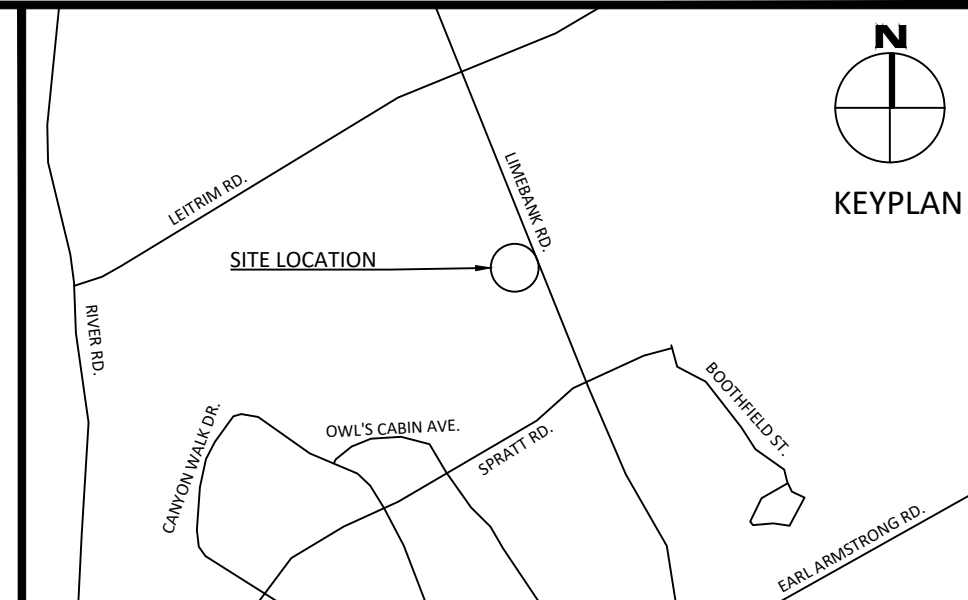 N
KEYPLAN
LEITRIM RD.
LIMEBANK RD.
SITE LOCATION
RIVER RD.
CANYON WALK DR.
OWL'S CABIN AVE.
SPRATT RD.
BOOTHFIELD ST.
EARL ARMSTRONG RD.